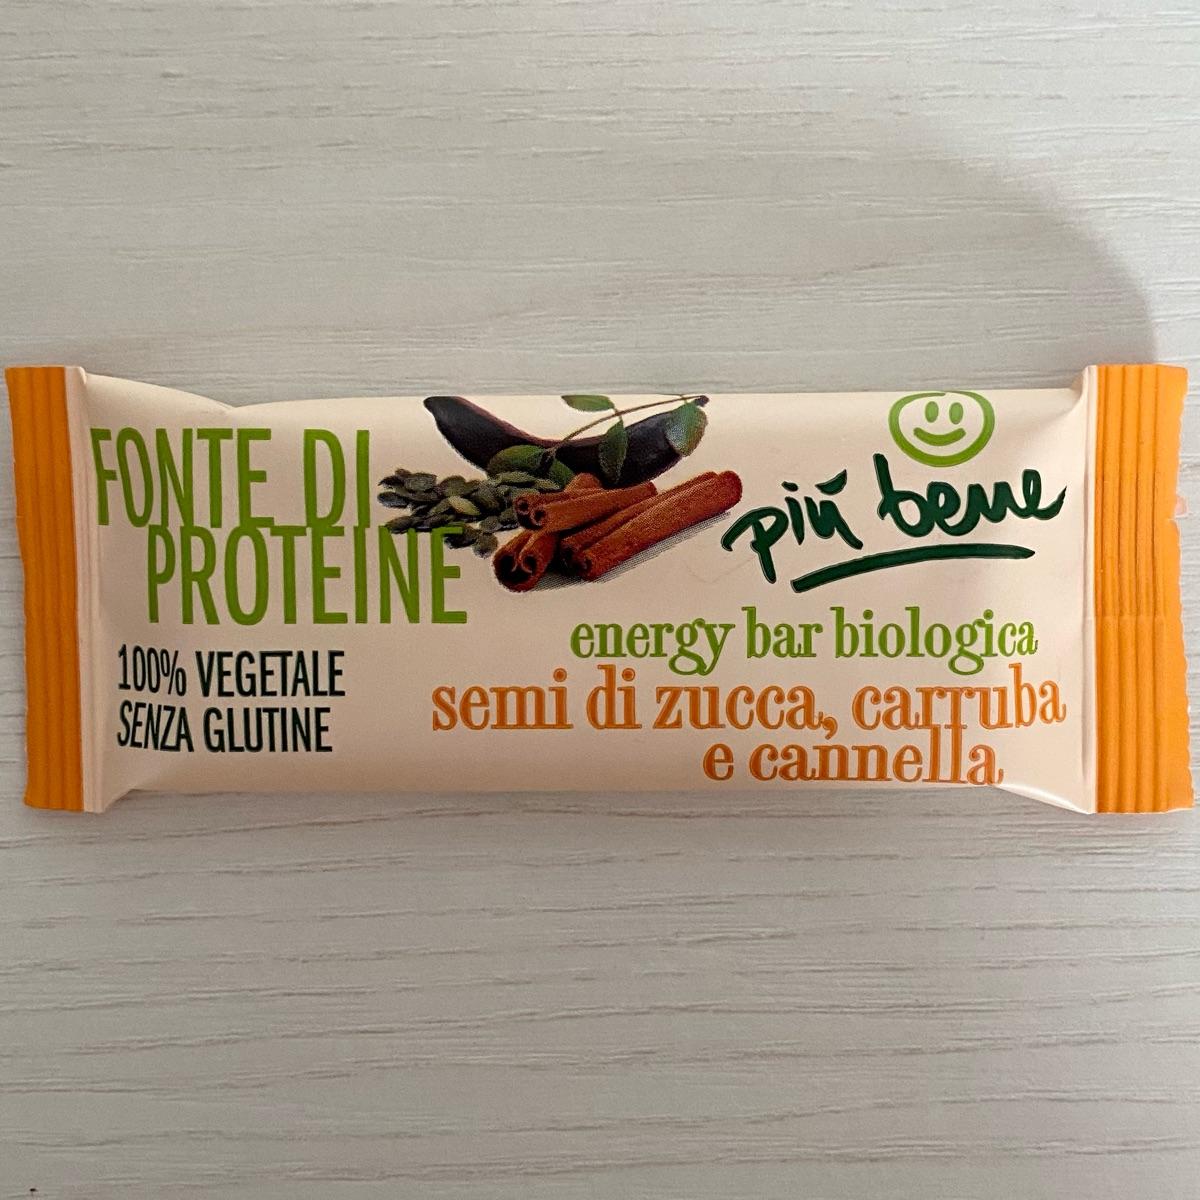 FONTE DI
PROTEINE
100% VEGETALE
SENZA GLUTINE
più bene
energy bar biologica
semi di zucca, carruba
e cannella